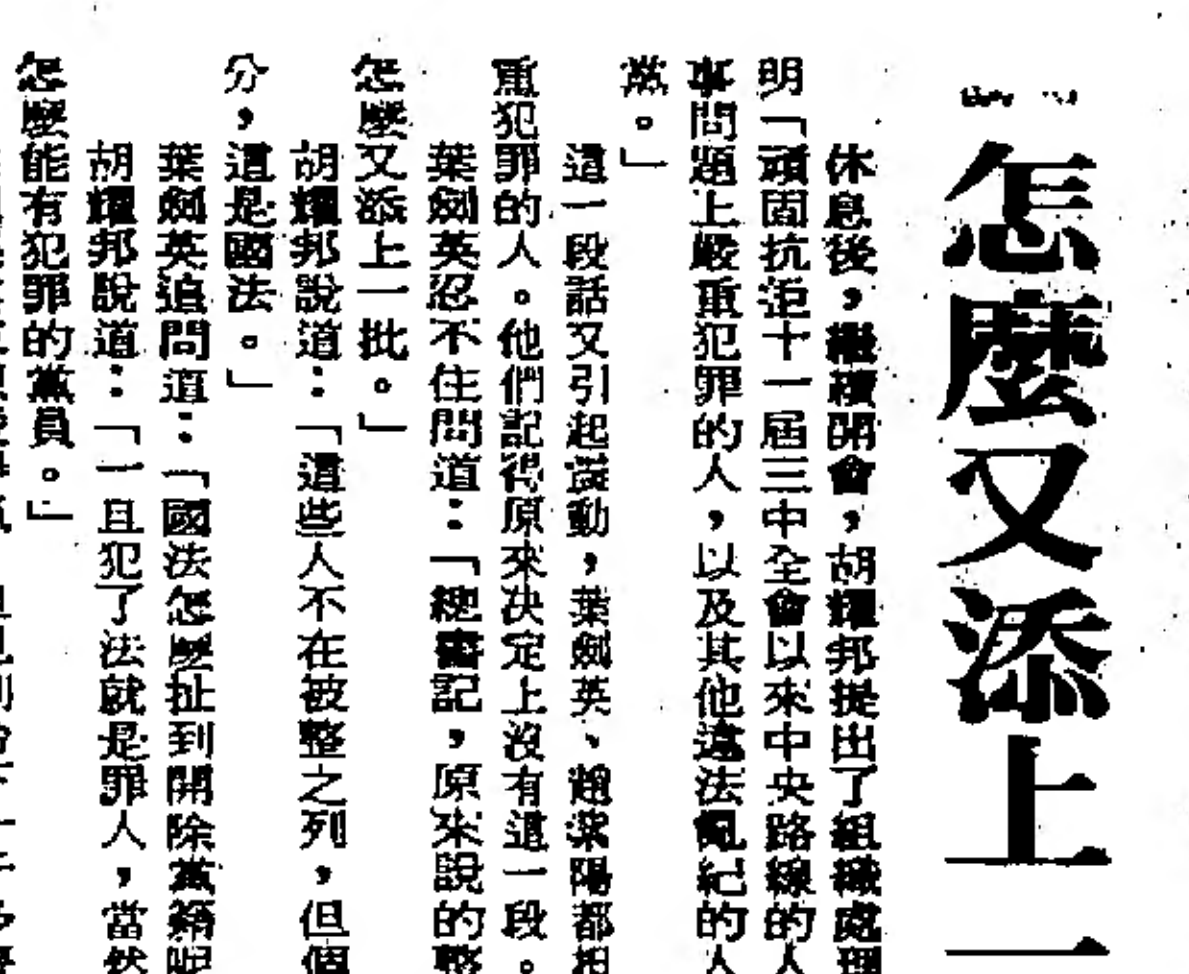 怎麼又添上一
休息後，繼續開會，胡耀邦提出了組織處理
明「頑固抗拒十一屆三中全會以來中央路線的人
事問題上嚴重犯罪的人，以及其他違法亂紀的人
黨。」
這一段話又引起震動，葉劍英、趙紫陽都相
重犯罪的人。他們記得原來決定上沒有這一段。
葉劍英忍不住問道：「總書記，原來說的整
怎麼又添上一批。」
胡耀邦說道：「這些人不在被整之列，但個
分，這是國法。」
葉劍英追問道：「國法怎麼扯到開除黨籍呢
胡耀邦說道：「一旦犯了法就是罪人，當然
怎麼能有犯罪的黨員。」